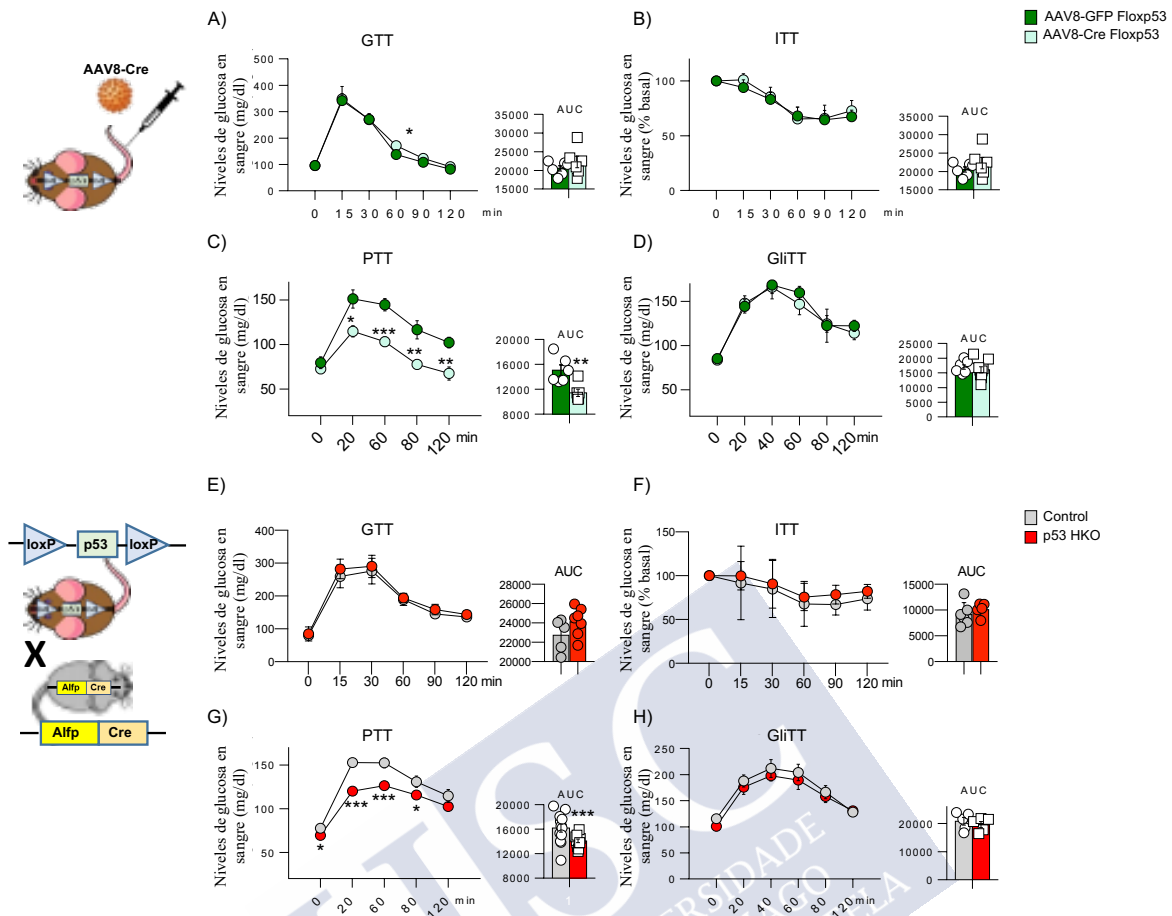 AAV8-GFP Floxp53
AAV8-Cre Floxp53
AAV8-Cre
A)
GTT
Niveles de glucosa en
sangre (mg/dl)
500
400
300
200
100
0
0 15 30 60 90 120 min
AUC
35000
30000
25000
20000
15000
B)
ITT
Niveles de glucosa en
sangre (% basal)
100
50
0
0 15 30 60 90 120 min
AUC
35000
30000
25000
20000
15000
C)
PTT
Niveles de glucosa en
sangre (mg/dl)
150
100
50
0 20 60 80 120 min
*
***
**
**
AUC
**
20000
16000
12000
8000
D)
GliTT
Niveles de glucosa en
sangre (mg/dl)
150
100
50
0 20 40 60 80 120 min
AUC
25000
20000
15000
10000
5000
0
loxP p53 loxP
X
Alfp Cre
Alfp Cre
Control
p53 HKO
E)
GTT
Niveles de glucosa en
sangre (mg/dl)
400
300
200
100
0
0 15 30 60 90 120 min
AUC
28000
26000
24000
22000
20000
F)
ITT
Niveles de glucosa en
sangre (% basal)
150
100
50
0
0 15 30 60 90 120 min
AUC
15000
10000
5000
0
G)
PTT
Niveles de glucosa en
sangre (mg/dl)
150
100
50
0 20 60 80 120 min
*
***
***
*
AUC
***
20000
16000
12000
8000
H)
GliTT
Niveles de glucosa en
sangre (mg/dl)
250
200
150
100
50
0
0 20 40 60 80 120 min
AUC
20000
10000
0
USC